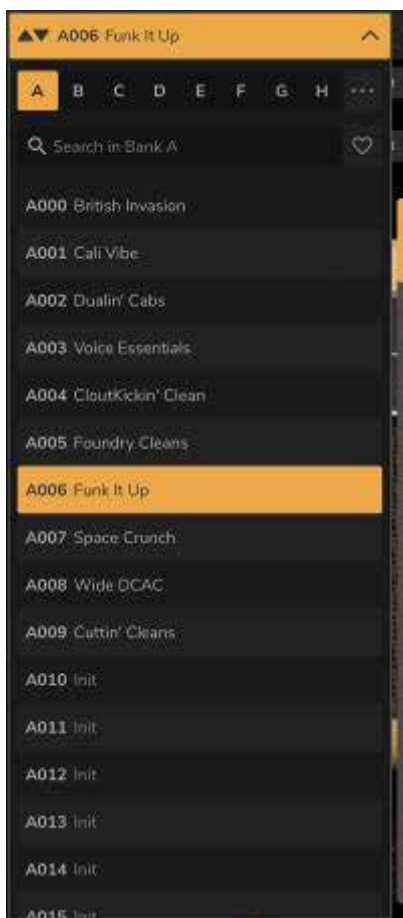 A006 Funk It Up
A B C D E F G H ...
Search in Bank A
A000 British Invasion
A001 Cali Vibe
A002 Dualin' Cabs
A003 Voice Essentials
A004 CloutKickin' Clean
A005 Foundry Cleans
A006 Funk It Up
A007 Space Crunch
A008 Wide DCAC
A009 Cuttin' Cleans
A010 Init
A011 Init
A012 Init
A013 Init
A014 Init
A015 Init